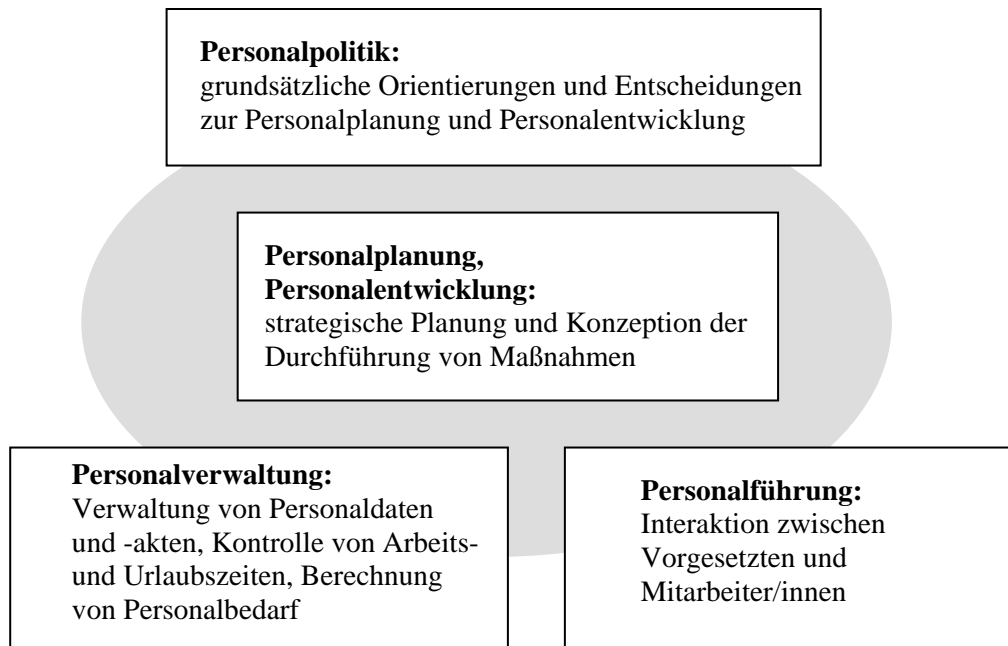 Personalpolitik:
grundsätzliche Orientierungen und Entscheidungen
zur Personalplanung und Personalentwicklung
Personalplanung,
Personalentwicklung:
strategische Planung und Konzeption der
Durchführung von Maßnahmen
Personalverwaltung:
Verwaltung von Personaldaten
und -akten, Kontrolle von Arbeits-
und Urlaubszeiten, Berechnung
von Personalbedarf
Personalführung:
Interaktion zwischen
Vorgesetzten und
Mitarbeiter/innen